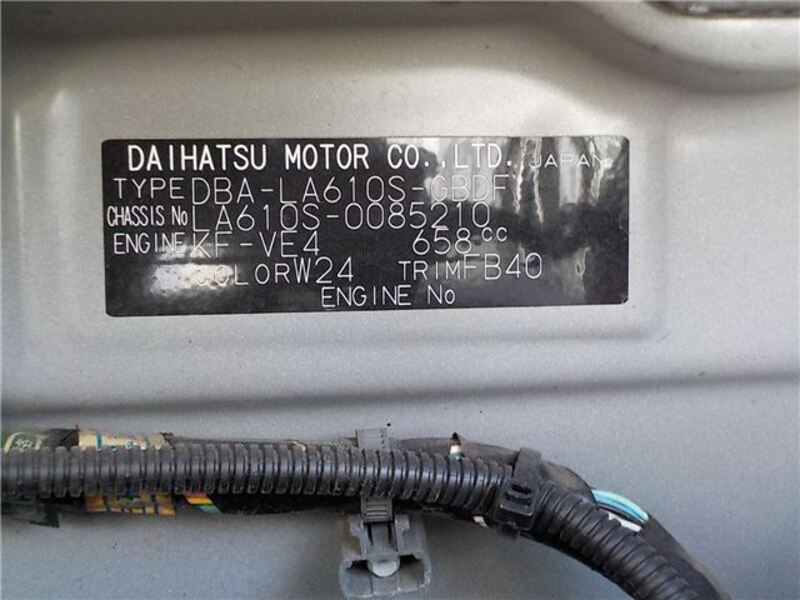 DAIHATSU MOTOR CO.,LTD. JAPAN
TYPE DBA-LA610S-GBDF
CHASSIS No LA610S-0085210
ENGINE KF-VE4 658cc
COLOR W24 TRIM FB40
ENGINE No